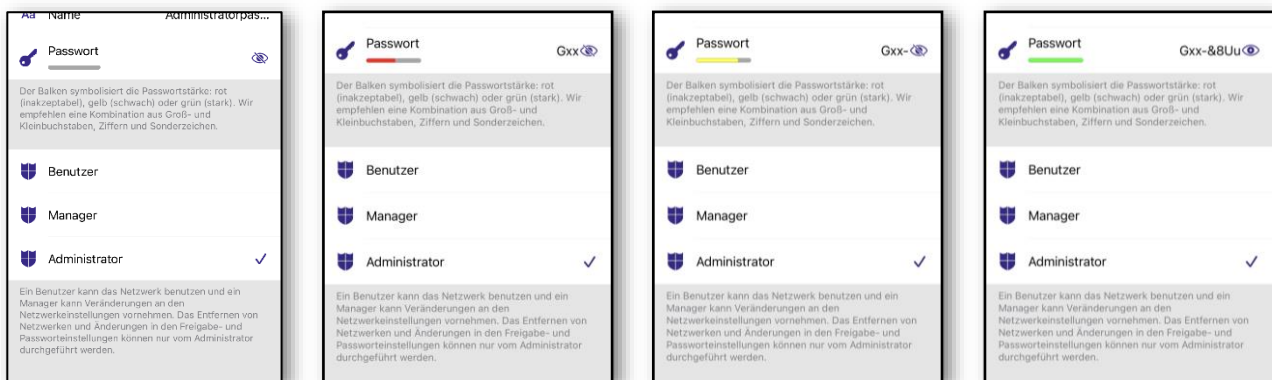 Aa Name Administratorpas...
Passwort
Der Balken symbolisiert die Passwortstärke: rot
(inakzeptabel), gelb (schwach) oder grün (stark). Wir
empfehlen eine Kombination aus Groß- und
Kleinbuchstaben, Ziffern und Sonderzeichen.
Benutzer
Manager
Administrator
Ein Benutzer kann das Netzwerk benutzen und ein
Manager kann Veränderungen an den
Netzwerkeinstellungen vornehmen. Das Entfernen von
Netzwerken und Änderungen in den Freigabe- und
Passworteinstellungen können nur vom Administrator
durchgeführt werden.
Passwort Gxx
Der Balken symbolisiert die Passwortstärke: rot
(inakzeptabel), gelb (schwach) oder grün (stark). Wir
empfehlen eine Kombination aus Groß- und
Kleinbuchstaben, Ziffern und Sonderzeichen.
Benutzer
Manager
Administrator
Ein Benutzer kann das Netzwerk benutzen und ein
Manager kann Veränderungen an den
Netzwerkeinstellungen vornehmen. Das Entfernen von
Netzwerken und Änderungen in den Freigabe- und
Passworteinstellungen können nur vom Administrator
durchgeführt werden.
Passwort Gxx-
Der Balken symbolisiert die Passwortstärke: rot
(inakzeptabel), gelb (schwach) oder grün (stark). Wir
empfehlen eine Kombination aus Groß- und
Kleinbuchstaben, Ziffern und Sonderzeichen.
Benutzer
Manager
Administrator
Ein Benutzer kann das Netzwerk benutzen und ein
Manager kann Veränderungen an den
Netzwerkeinstellungen vornehmen. Das Entfernen von
Netzwerken und Änderungen in den Freigabe- und
Passworteinstellungen können nur vom Administrator
durchgeführt werden.
Passwort Gxx-&8Uu
Der Balken symbolisiert die Passwortstärke: rot
(inakzeptabel), gelb (schwach) oder grün (stark). Wir
empfehlen eine Kombination aus Groß- und
Kleinbuchstaben, Ziffern und Sonderzeichen.
Benutzer
Manager
Administrator
Ein Benutzer kann das Netzwerk benutzen und ein
Manager kann Veränderungen an den
Netzwerkeinstellungen vornehmen. Das Entfernen von
Netzwerken und Änderungen in den Freigabe- und
Passworteinstellungen können nur vom Administrator
durchgeführt werden.